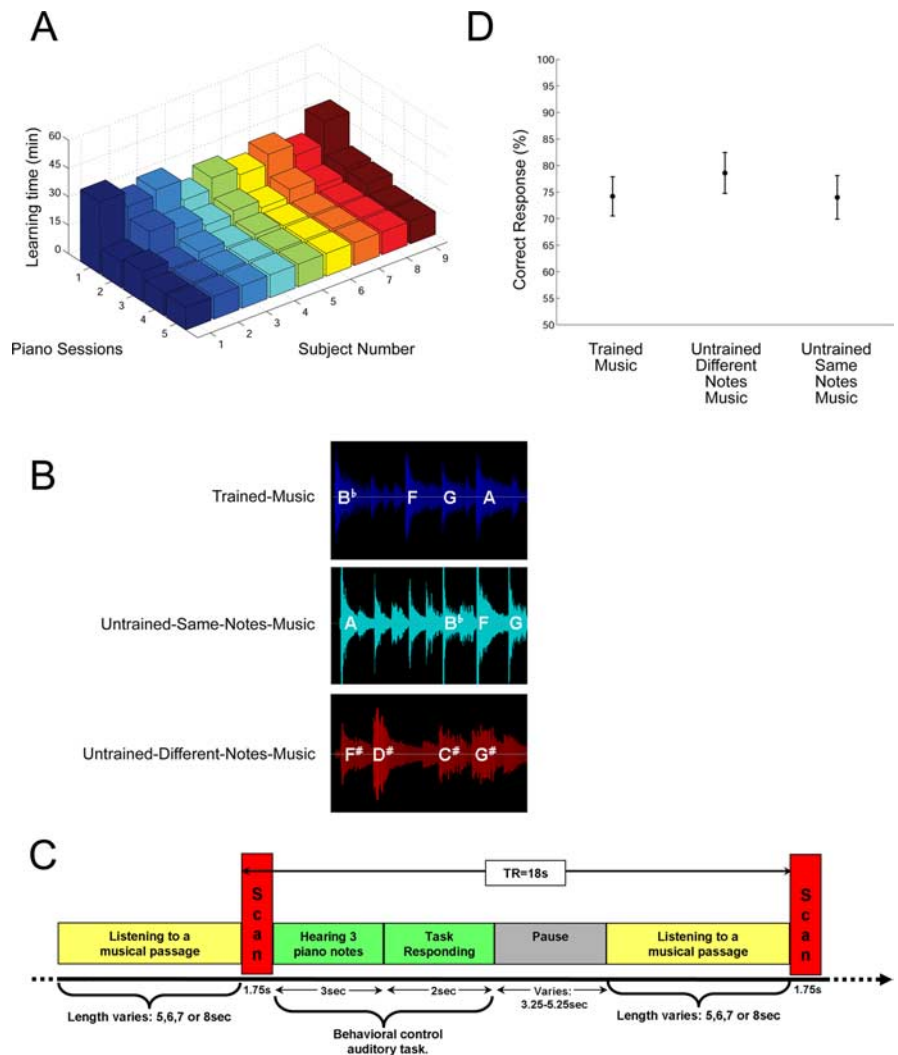 A
Learning time (min)
60
45
30
15
0
1
2
3
4
5
Piano Sessions
1
2
3
4
5
6
7
8
9
Subject Number
D
Correct Response (%)
100
95
90
85
80
75
70
65
60
55
50
Trained
Music
Untrained
Different
Notes
Music
Untrained
Same
Notes
Music
B
Trained-Music
B♭ F G A
Untrained-Same-Notes-Music
A B♭ F G
Untrained-Different-Notes-Music
F# D# C# G#
C
TR=18s
Listening to a
musical passage
Scan
Hearing 3
piano notes
Task
Responding
Pause
Listening to a
musical passage
Scan
Length varies: 5,6,7 or 8sec
1.75s
3sec
2sec
Varies:
3.25-5.25sec
Length varies: 5,6,7 or 8sec
1.75s
Behavioral control
auditory task.